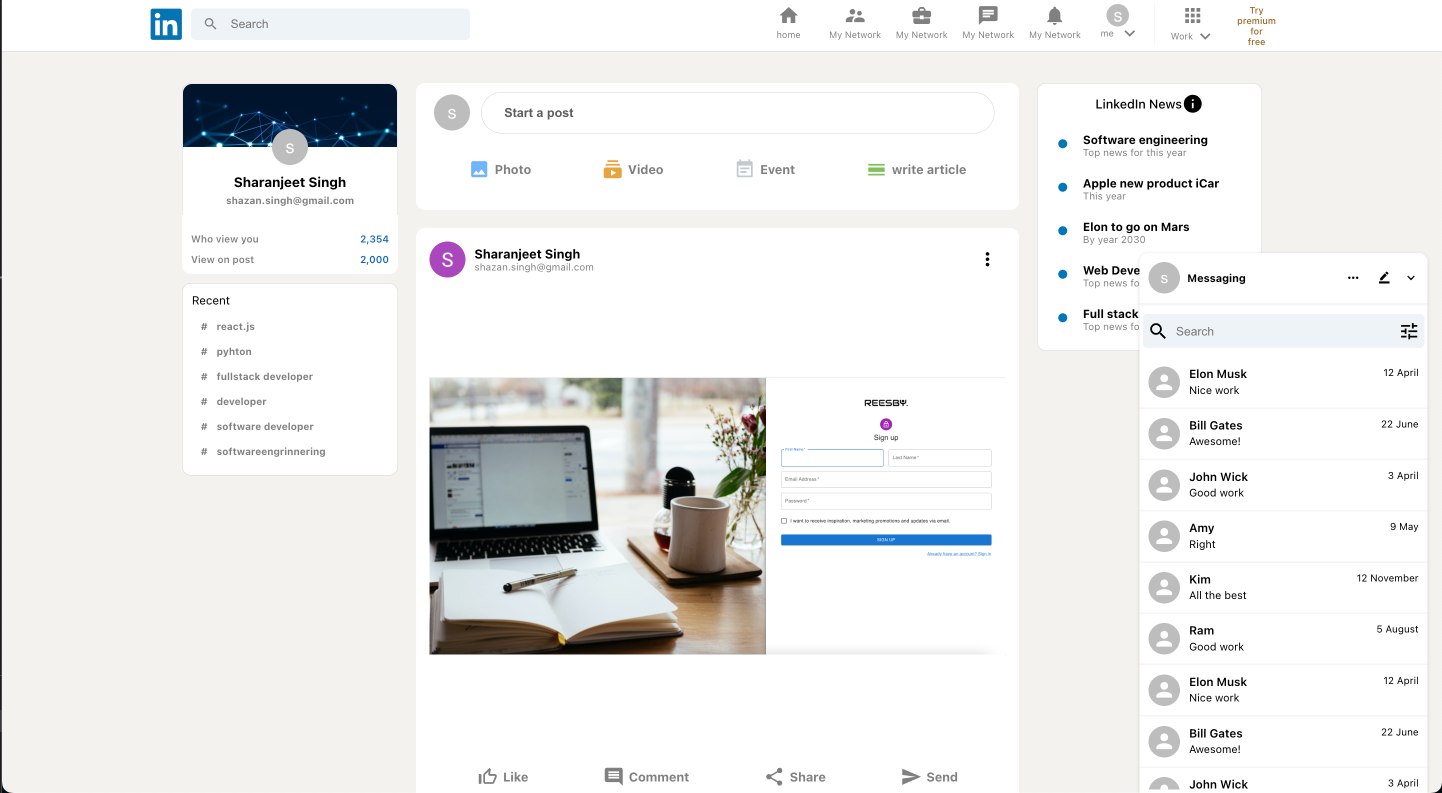 in
Search
home
My Network
My Network
My Network
My Network
S
me
Work
Try
premium
for
free
S
Sharanjeet Singh
shazan.singh@gmail.com
Who view you 2,354
View on post 2,000
Recent
# react.js
# pyhton
# fullstack developer
# developer
# software developer
# softwareengrinnering
S
Start a post
Photo
Video
Event
write article
S
Sharanjeet Singh
shazan.singh@gmail.com
REESBY.
Sign up
First Name *
Last Name *
Email Address *
Password *
I want to receive inspiration, marketing promotions and updates via email.
SIGN UP
Already have an account? Sign in
Like
Comment
Share
Send
LinkedIn News
Software engineering
Top news for this year
Apple new product iCar
This year
Elon to go on Mars
By year 2030
Web Deve
Top news fo
Full stack
Top news fo
S
Messaging
Search
Elon Musk 12 April
Nice work
Bill Gates 22 June
Awesome!
John Wick 3 April
Good work
Amy 9 May
Right
Kim 12 November
All the best
Ram 5 August
Good work
Elon Musk 12 April
Nice work
Bill Gates 22 June
Awesome!
John Wick 3 April